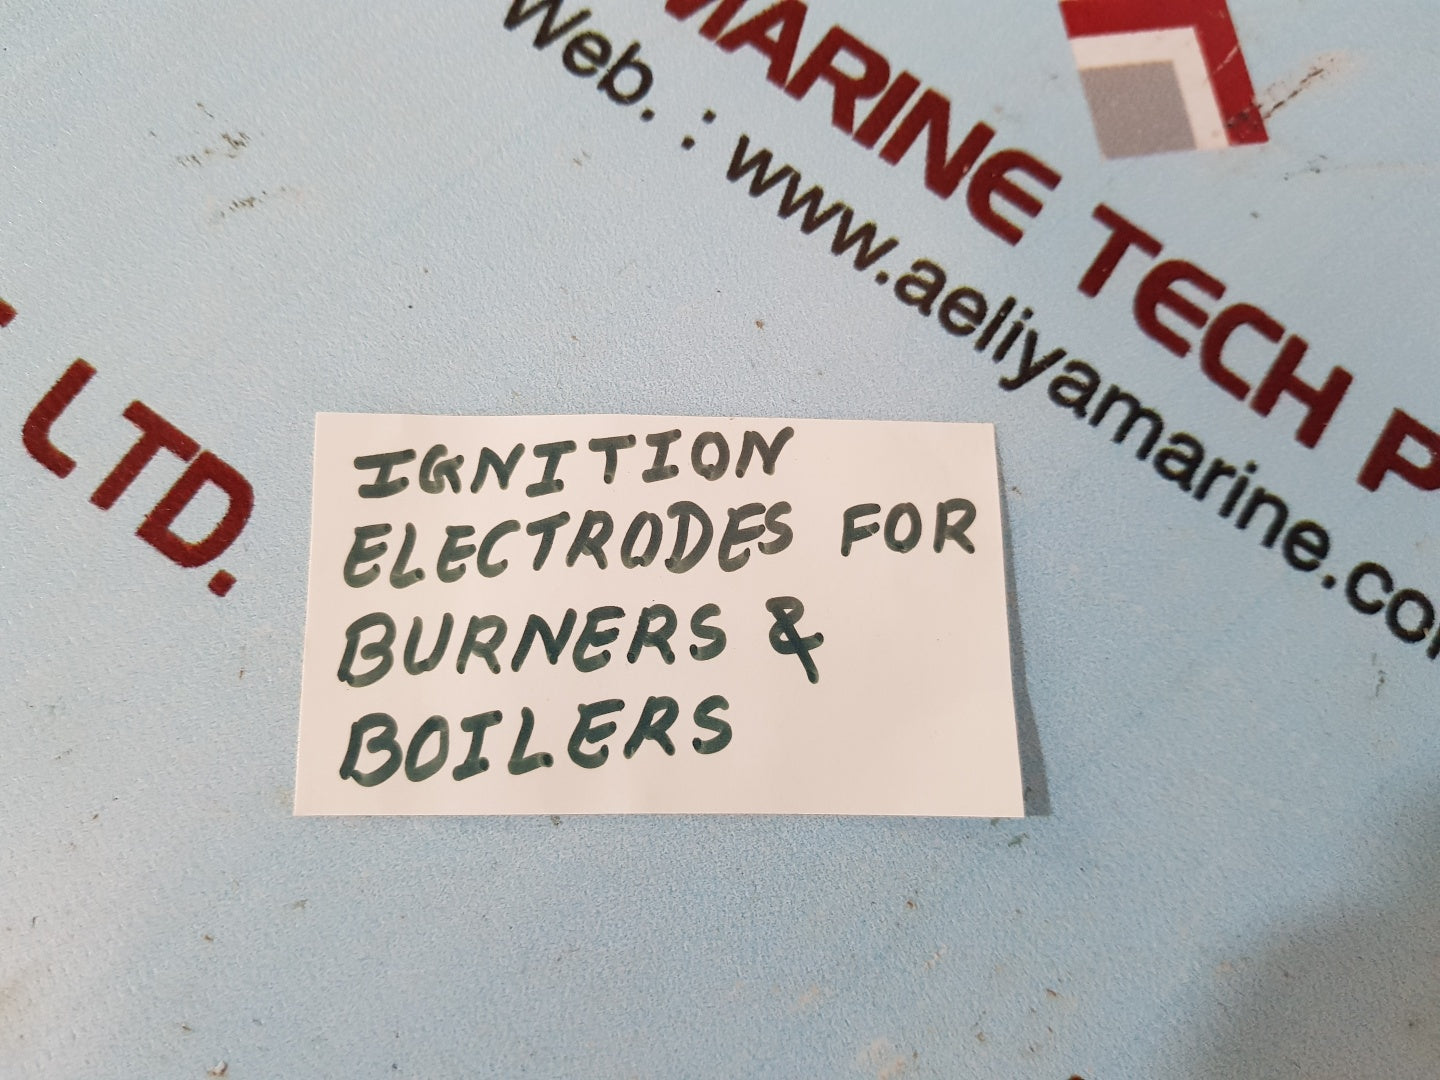 MARINE TECH P
Web. : www.aeliyamarine.co
LTD.
IGNITION
ELECTRODES FOR
BURNERS &
BOILERS